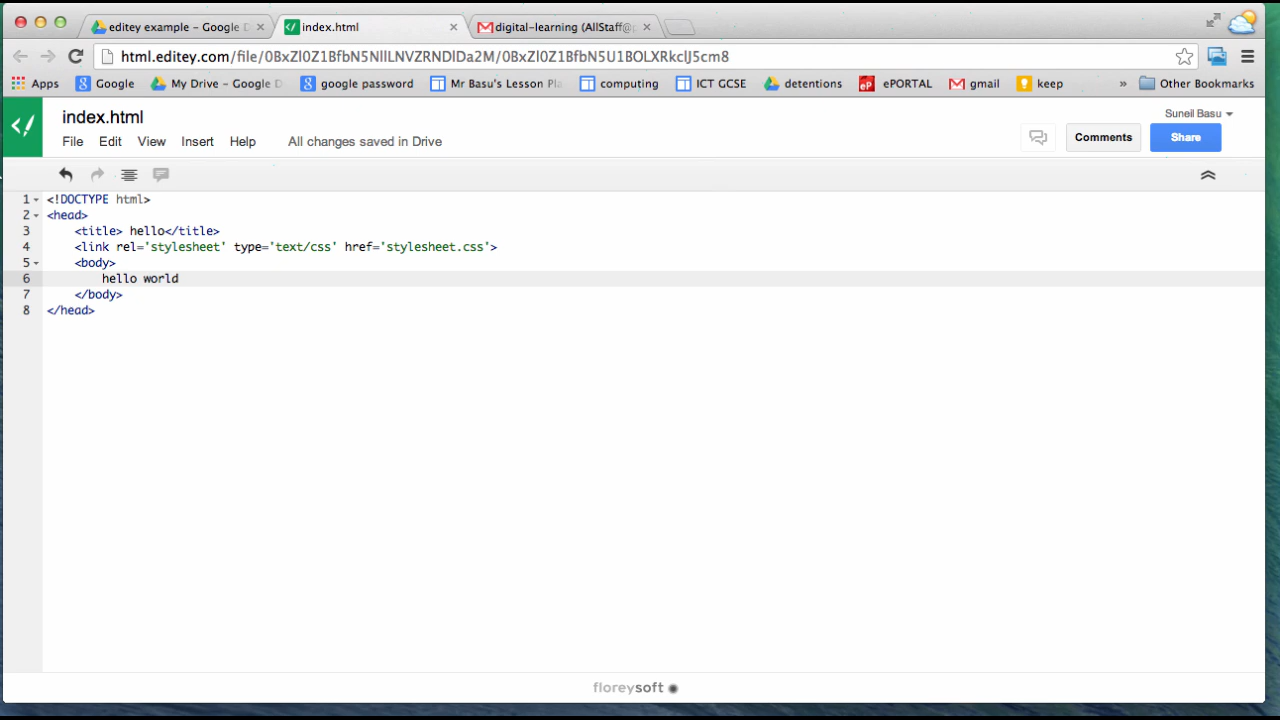 editey example - Google D
index.html
digital-learning (AllStaff@
html.editey.com/file/0BxZl0Z1BfbN5NllLNVZRNDlDa2M/0BxZl0Z1BfbN5U1BOLXRkclJ5cm8
Apps Google My Drive - Google D google password Mr Basu's Lesson Pla computing ICT GCSE detentions eP ePORTAL gmail keep » Other Bookmarks
index.html
Suneil Basu
File Edit View Insert Help All changes saved in Drive
Comments Share
1 <!DOCTYPE html>
2 <head>
3 <title> hello</title>
4 <link rel='stylesheet' type='text/css' href='stylesheet.css'>
5 <body>
6 hello world
7 </body>
8 </head>
floreysoft